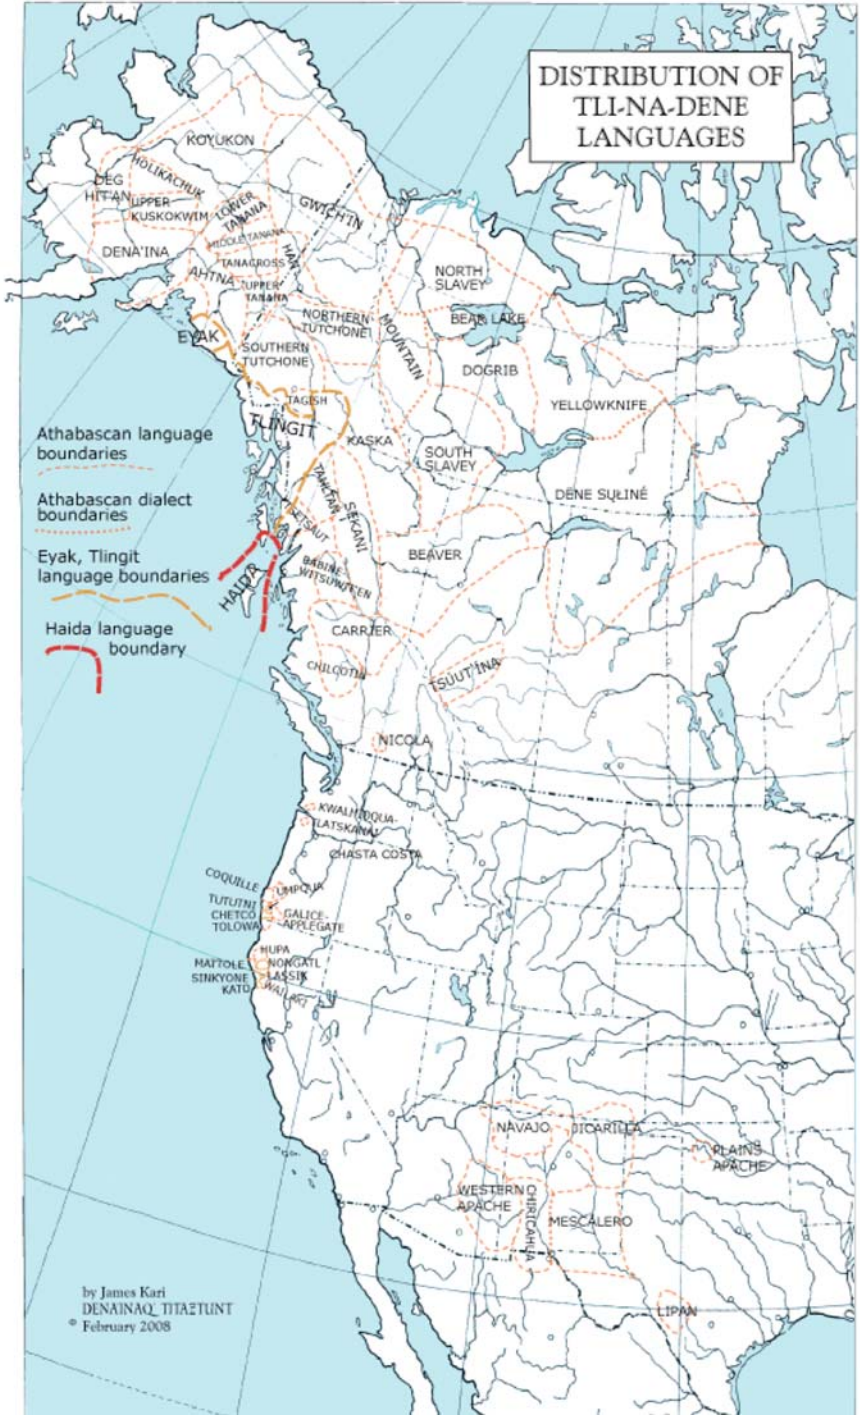 DISTRIBUTION OF
TLI-NA-DENE
LANGUAGES
KOYUKON
HOLIKACHUK
DEG
HIT'AN
UPPER
KUSKOKWIM
LOWER
TANANA
GWICH'IN
MIDDLE TANANA
DENA'INA
TANACROSS
HAN
AHTNA
UPPER
TANANA
NORTH
SLAVEY
NORTHERN
TUTCHONE
MOUNTAIN
BEAR LAKE
EYAK
SOUTHERN
TUTCHONE
DOGRIB
TAGISH
YELLOWKNIFE
TLINGIT
KASKA
SOUTH
SLAVEY
TAHLTAN
DENE SUŁINÉ
SEKANI
TSETSAUT
BEAVER
BABINE-
WITSUWIT'EN
HAIDA
CARRIER
CHILCOTIN
TSUUT'INA
NICOLA
Athabascan language
boundaries
Athabascan dialect
boundaries
Eyak, Tlingit
language boundaries
Haida language
boundary
KWALHIOQUA-
TLATSKANAI
CHASTA COSTA
COQUILLE
UMPQUA
TUTUTNI
CHETCO
TOLOWA
GALICE-
APPLEGATE
HUPA
MATTOLE
NONGATL
SINKYONE
LASSIK
KATO
WAILAKI
NAVAJO
JICARILLA
PLAINS
APACHE
WESTERN
APACHE
CHIRICAHUA
MESCALERO
LIPAN
by James Kari
© February 2008